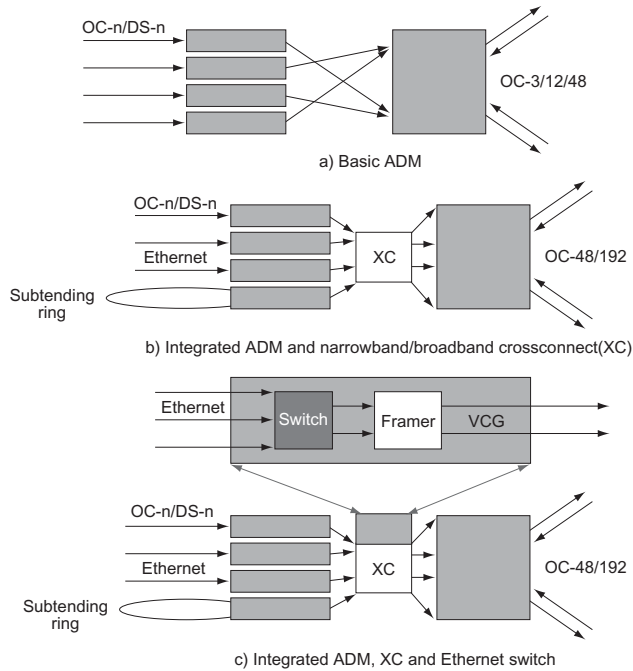 OC-n/DS-n
OC-3/12/48
a) Basic ADM
OC-n/DS-n
Ethernet
XC
OC-48/192
Subtending
ring
b) Integrated ADM and narrowband/broadband crossconnect(XC)
Ethernet
Switch
Framer
VCG
OC-n/DS-n
Ethernet
XC
OC-48/192
Subtending
ring
c) Integrated ADM, XC and Ethernet switch